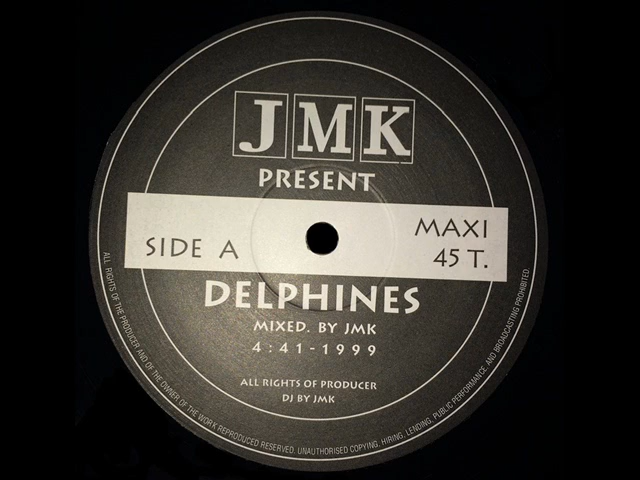 JMK
PRESENT
SIDE A
MAXI
45 T.
DELPHINES
MIXED. BY JMK
4:41-1999
ALL RIGHTS OF PRODUCER
DJ BY JMK
ALL RIGHTS OF THE PRODUCER AND OF THE OWNER OF THE WORK REPRODUCED RESERVED. UNAUTHORISED COPYING, HIRING, LENDING, PUBLIC PERFORMANCE AND BROADCASTING PROHIBITED.